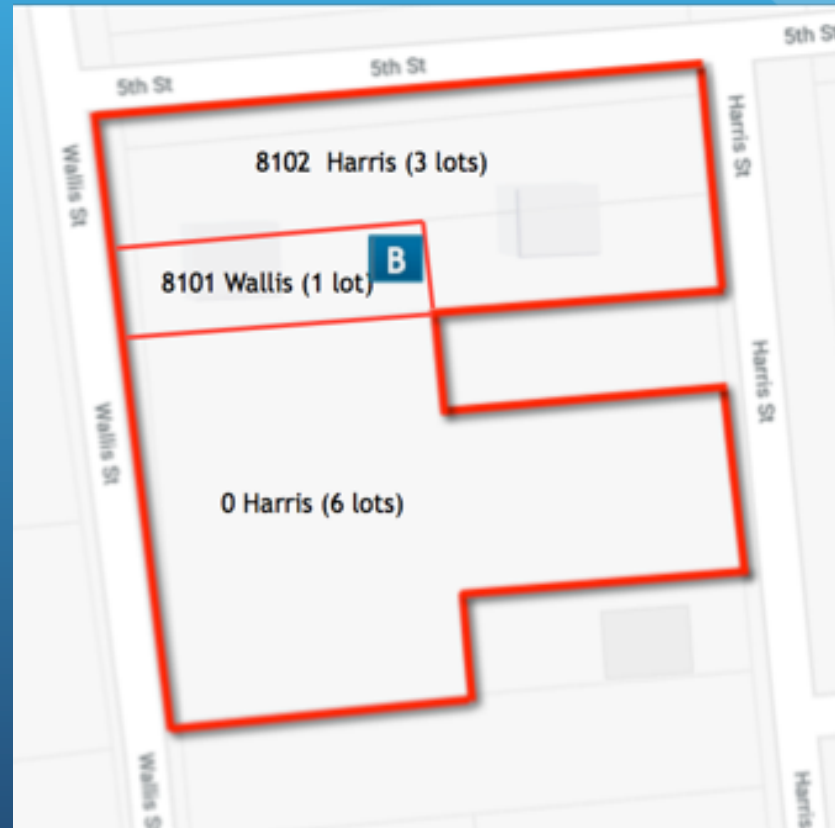 5th St
5th St
5th St
Harris St
Wallis St
8102 Harris (3 lots)
B
8101 Wallis (1 lot)
Harris St
Wallis St
0 Harris (6 lots)
Wallis S
Harris